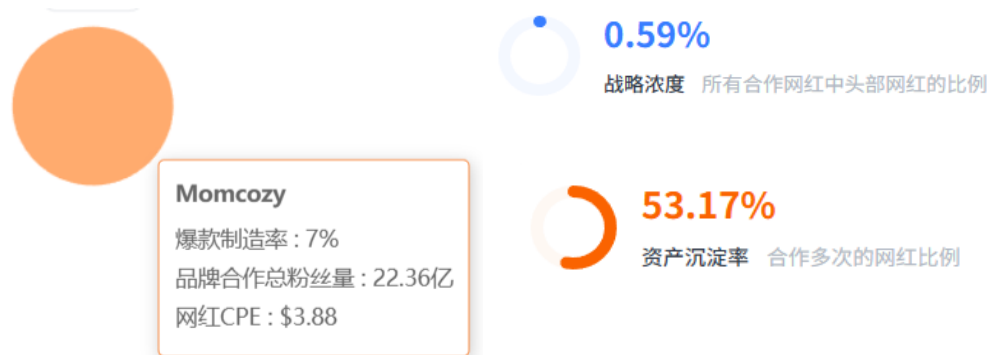 0.59%
战略浓度 所有合作网红中头部网红的比例
Momcozy
爆款制造率 : 7%
品牌合作总粉丝量 : 22.36亿
网红CPE : $3.88
53.17%
资产沉淀率 合作多次的网红比例